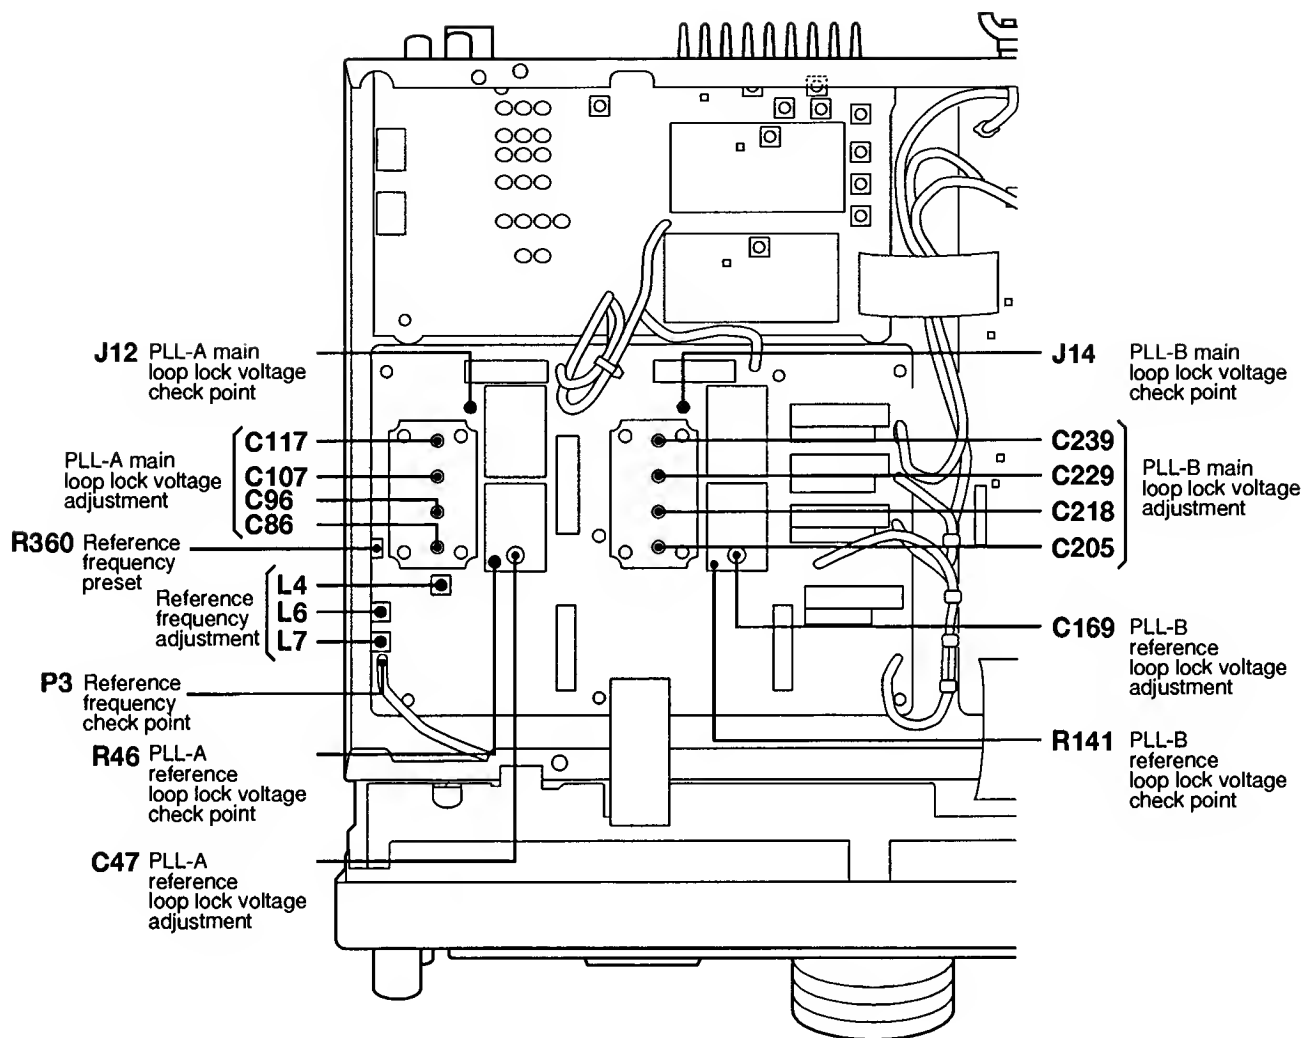 J12 PLL-A main
loop lock voltage
check point
C117
C107
C96
C86
PLL-A main
loop lock voltage
adjustment
R360 Reference
frequency
preset
L4
L6
L7
Reference
frequency
adjustment
P3 Reference
frequency
check point
R46 PLL-A
reference
loop lock voltage
check point
C47 PLL-A
reference
loop lock voltage
adjustment
J14 PLL-B main
loop lock voltage
check point
C239
C229
C218
C205
PLL-B main
loop lock voltage
adjustment
C169 PLL-B
reference
loop lock voltage
adjustment
R141 PLL-B
reference
loop lock voltage
check point